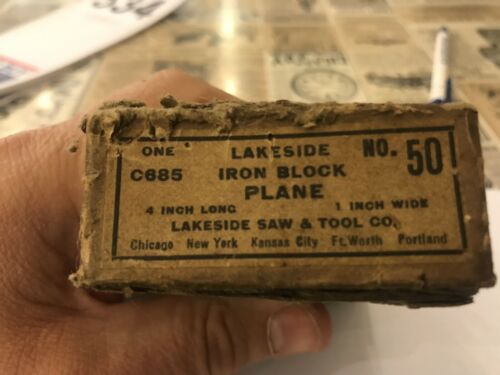 334
ONE LAKESIDE NO. 50
C685 IRON BLOCK
PLANE
4 INCH LONG 1 INCH WIDE
LAKESIDE SAW & TOOL CO.
Chicago New York Kansas City Ft. Worth Portland